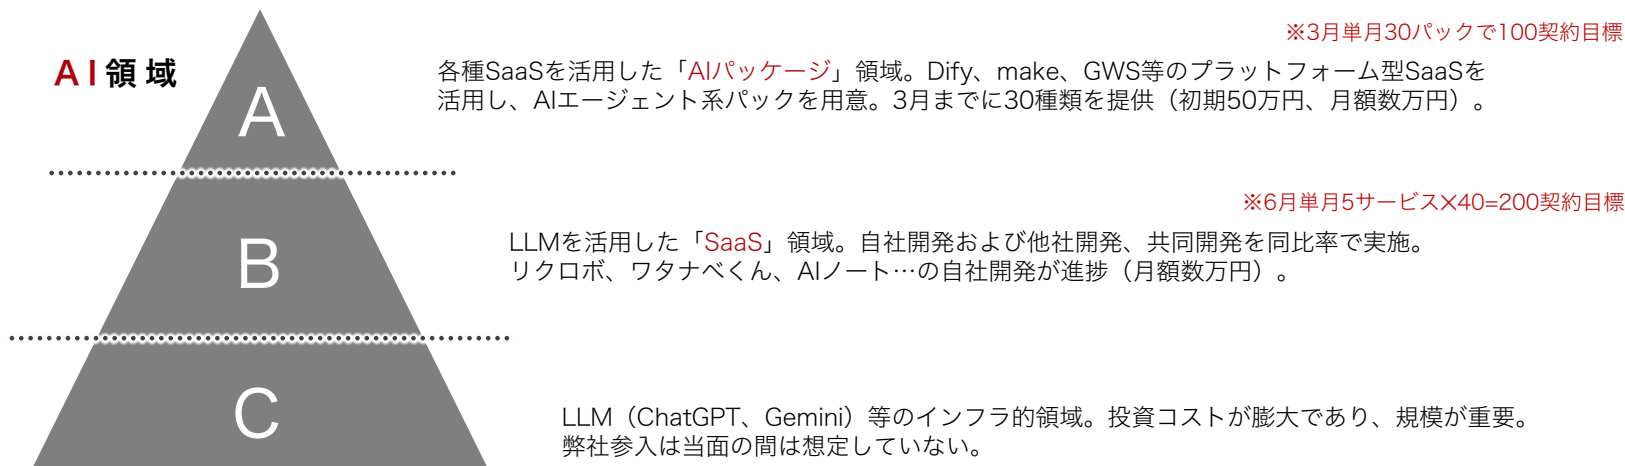 ※3月単月30パックで100契約目標
AI領域
各種SaaSを活用した「AIパッケージ」領域。Dify、make、GWS等のプラットフォーム型SaaSを
活用し、AIエージェント系パックを用意。3月までに30種類を提供（初期50万円、月額数万円）。
A
※6月単月5サービス×40=200契約目標
LLMを活用した「SaaS」領域。自社開発および他社開発、共同開発を同比率で実施。
リクロボ、ワタナベくん、AIノート…の自社開発が進捗（月額数万円）。
B
LLM（ChatGPT、Gemini）等のインフラ的領域。投資コストが膨大であり、規模が重要。
弊社参入は当面の間は想定していない。
C